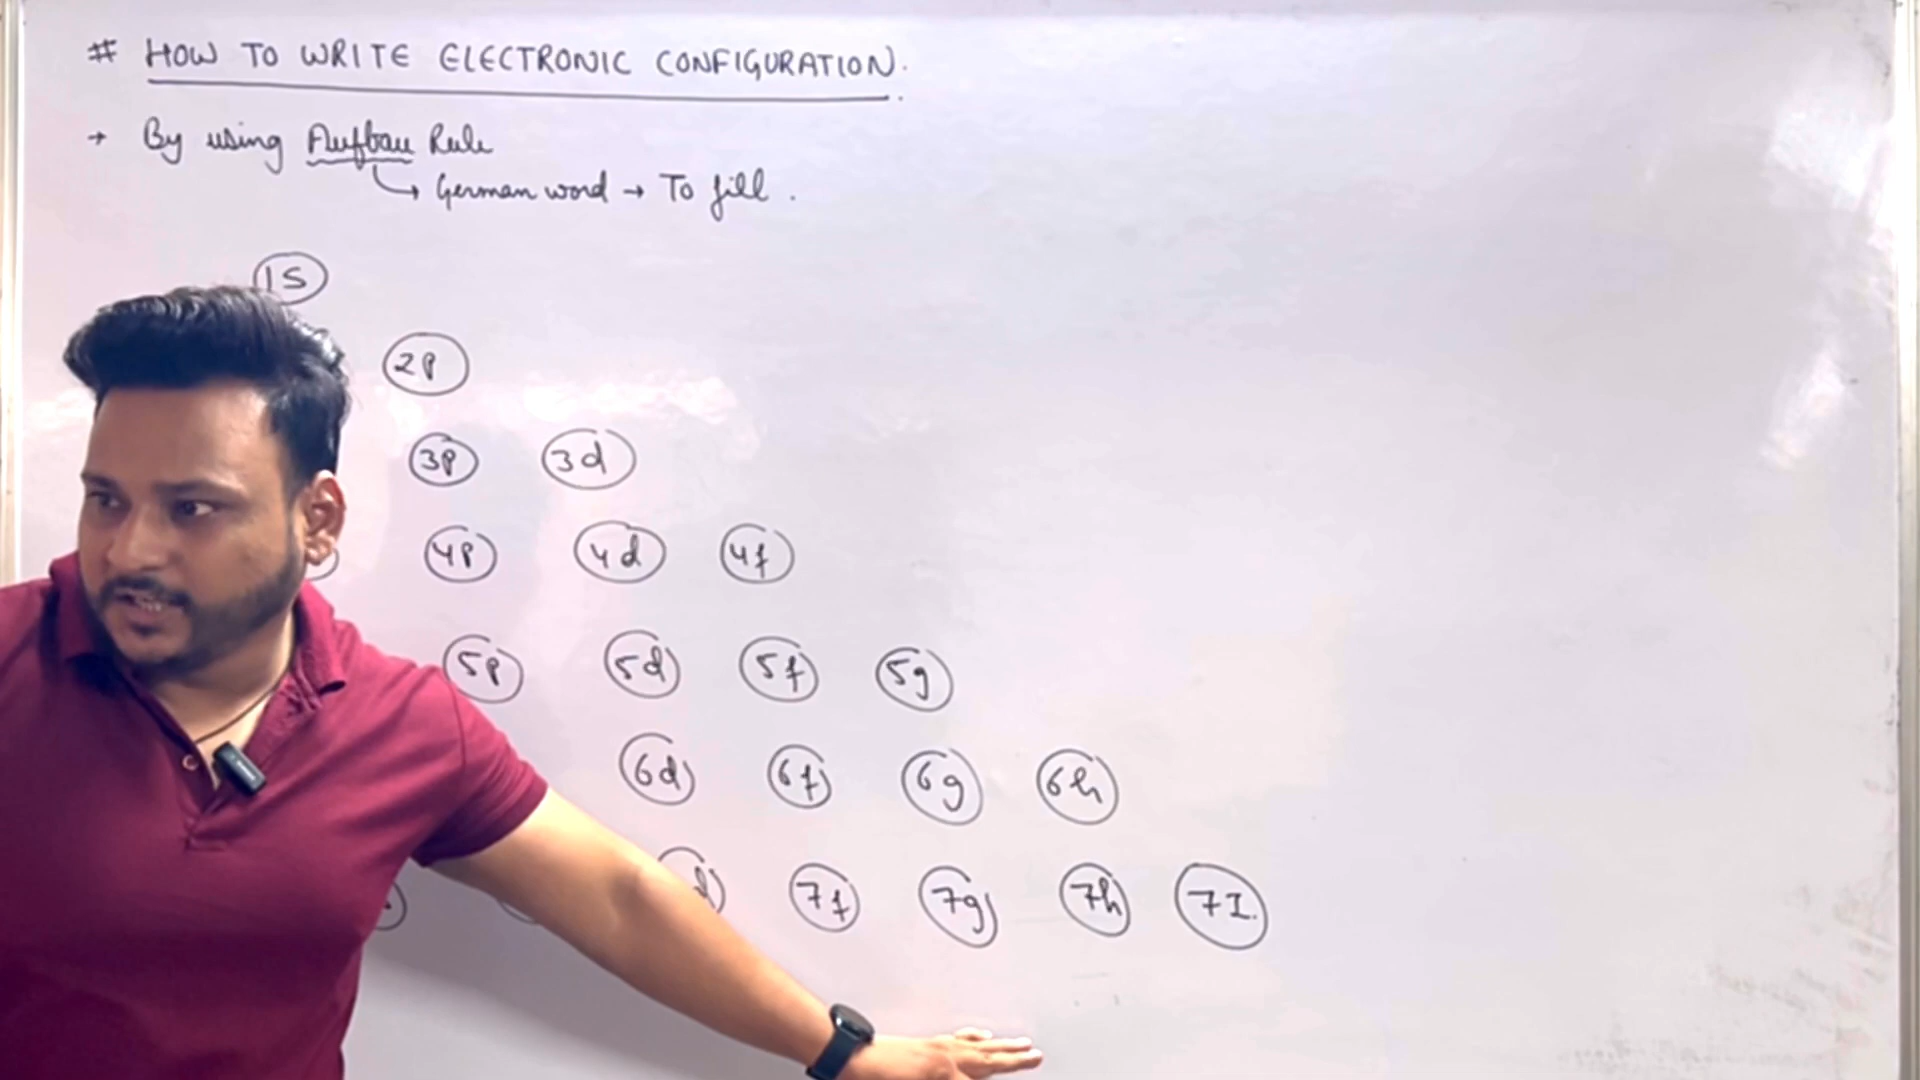 # HOW TO WRITE ELECTRONIC CONFIGURATION.
→ By using Aufbau Rule
German word → To fill.
1S
2P
3P 3d
4P 4d 4f
5P 5d 5f 5g
6d 6f 6g 6h
7f 7g 7h 7I.